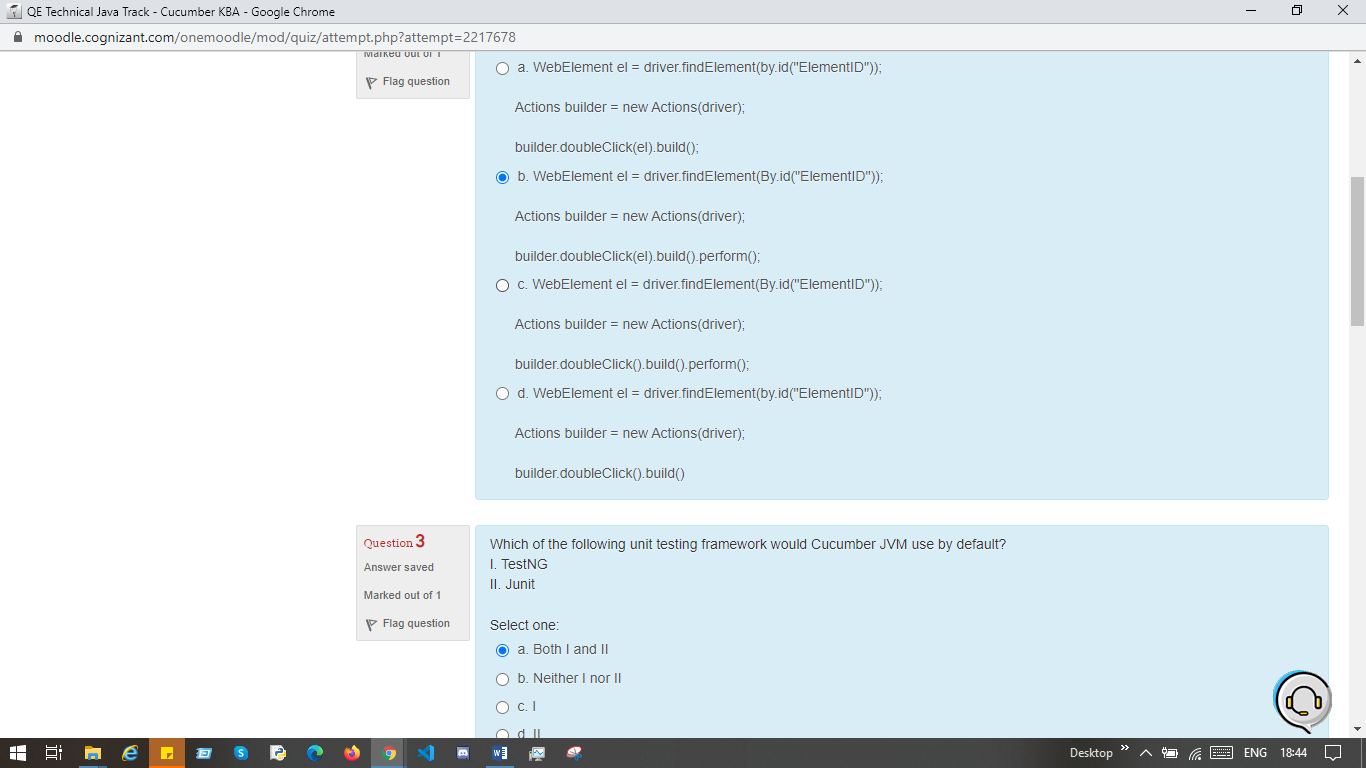 QE Technical Java Track - Cucumber KBA - Google Chrome
moodle.cognizant.com/onemoodle/mod/quiz/attempt.php?attempt=2217678
Marked out of 1
Flag question
a. WebElement el = driver.findElement(by.id("ElementID"));
Actions builder = new Actions(driver);
builder.doubleClick(el).build();
b. WebElement el = driver.findElement(By.id("ElementID"));
Actions builder = new Actions(driver);
builder.doubleClick(el).build().perform();
c. WebElement el = driver.findElement(By.id("ElementID"));
Actions builder = new Actions(driver);
builder.doubleClick().build().perform();
d. WebElement el = driver.findElement(by.id("ElementID"));
Actions builder = new Actions(driver);
builder.doubleClick().build()
Question 3
Answer saved
Marked out of 1
Flag question
Which of the following unit testing framework would Cucumber JVM use by default?
I. TestNG
II. Junit
Select one:
a. Both I and II
b. Neither I nor II
c. I
d. II
Desktop
ENG
18:44